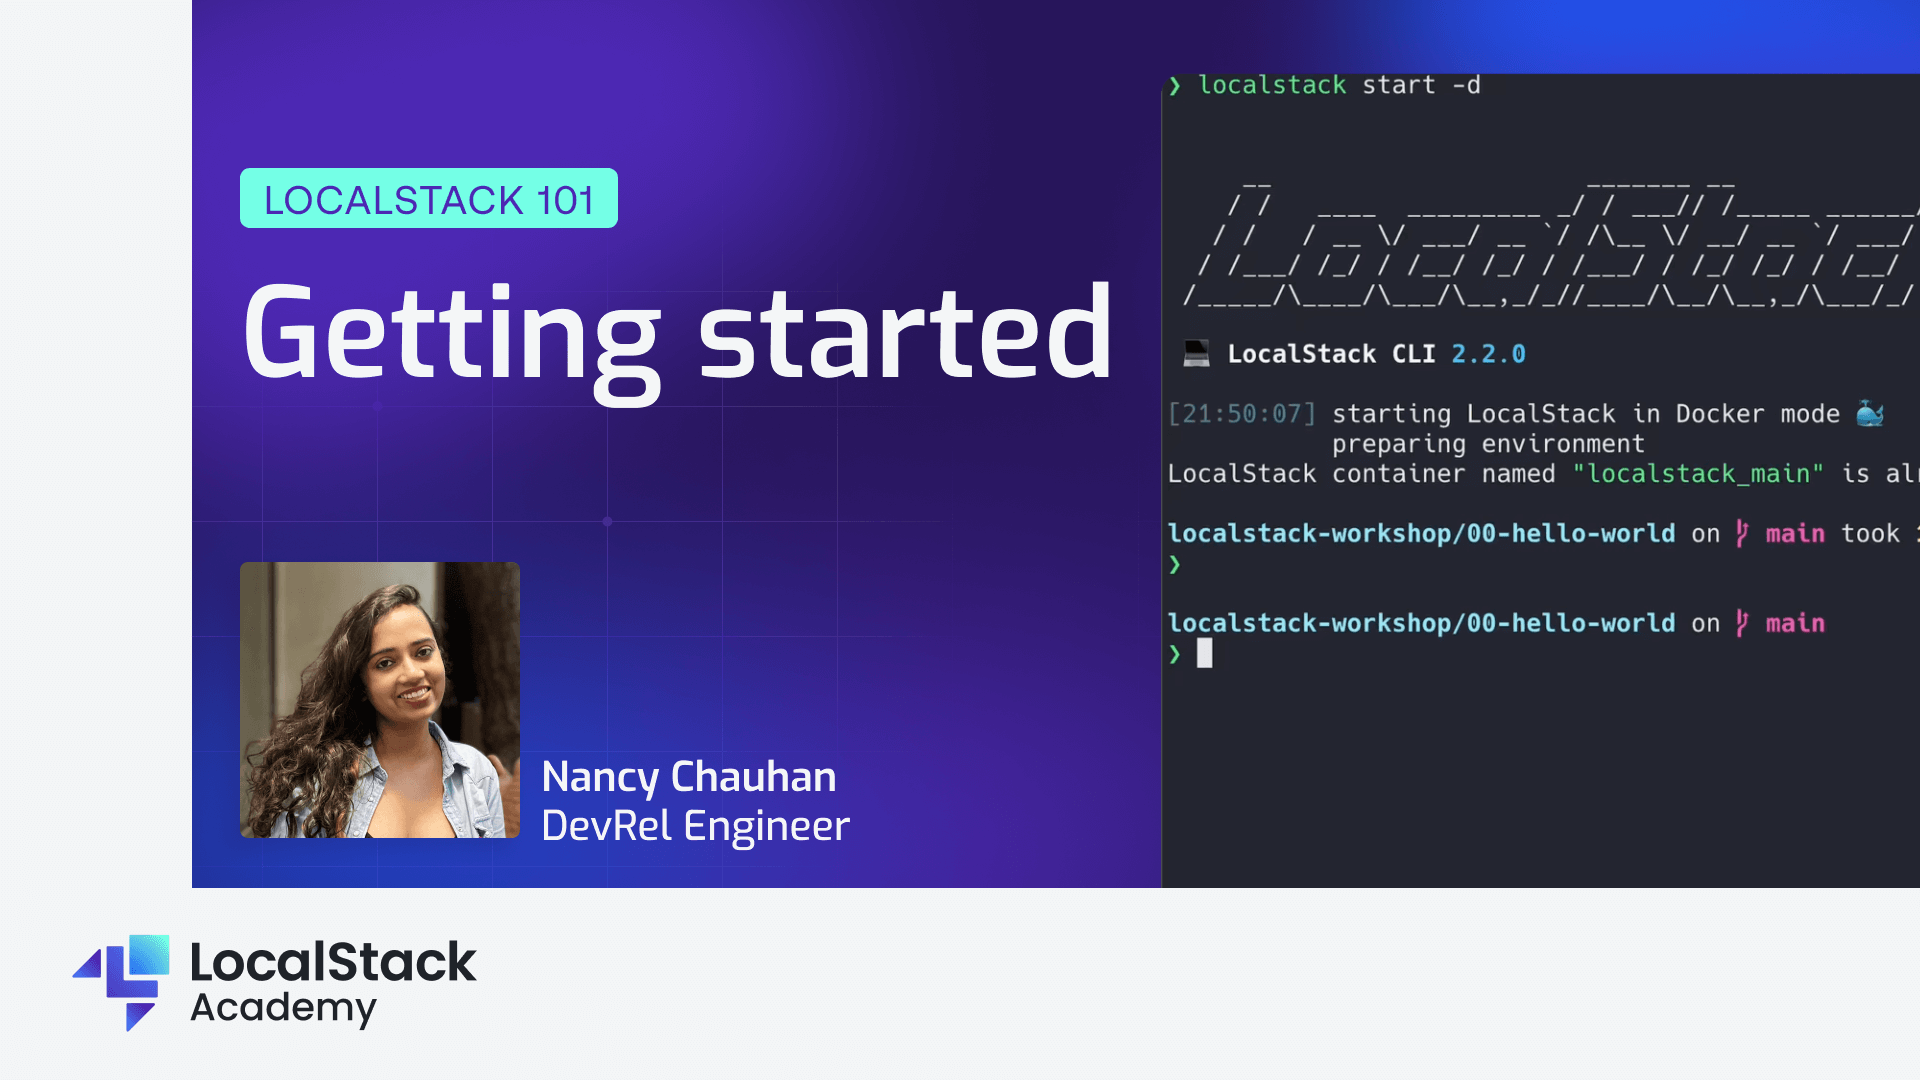 LOCALSTACK 101
Getting started
Nancy Chauhan
DevRel Engineer
❯ localstack start -d
LocalStack
💻 LocalStack CLI 2.2.0
[21:50:07] starting LocalStack in Docker mode 🐳
preparing environment
LocalStack container named "localstack_main" is
localstack-workshop/00-hello-world on main took
❯
localstack-workshop/00-hello-world on main
❯
LocalStack
Academy